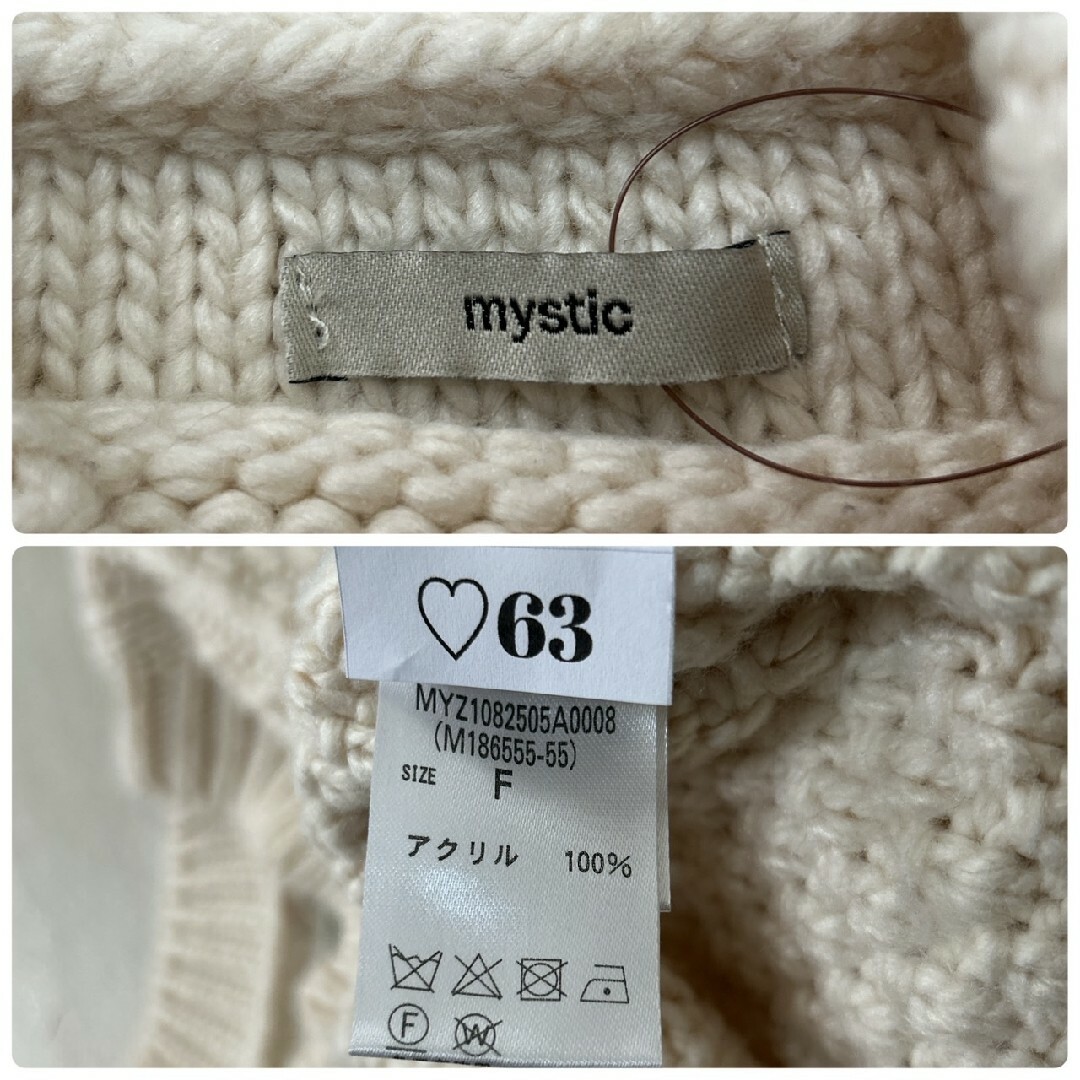 mystic
♡63
MYZ1082505A0008
(M186555-55)
SIZE F
アクリル 100%
F
W